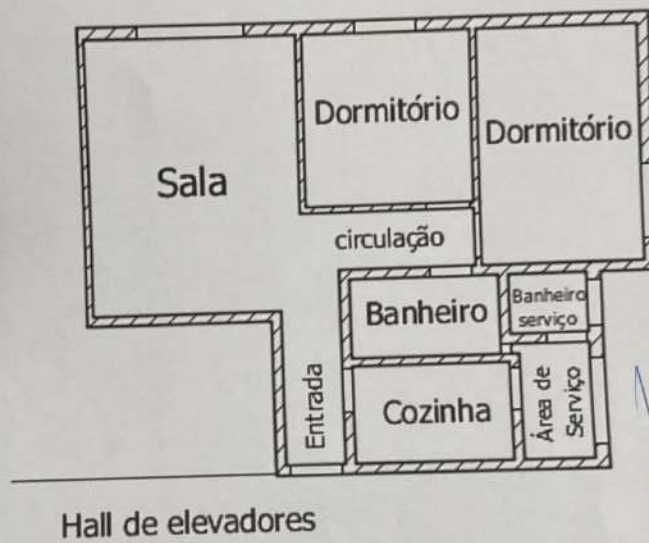 Dormitório
Dormitório
Sala
circulação
Banheiro
Banheiro
serviço
Entrada
Cozinha
Área de
Serviço
Hall de elevadores